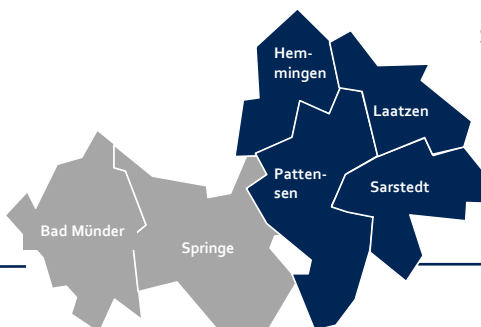 Hem-
mingen
Laatzen
Patten-
sen
Sarstedt
Bad Münder
Springe